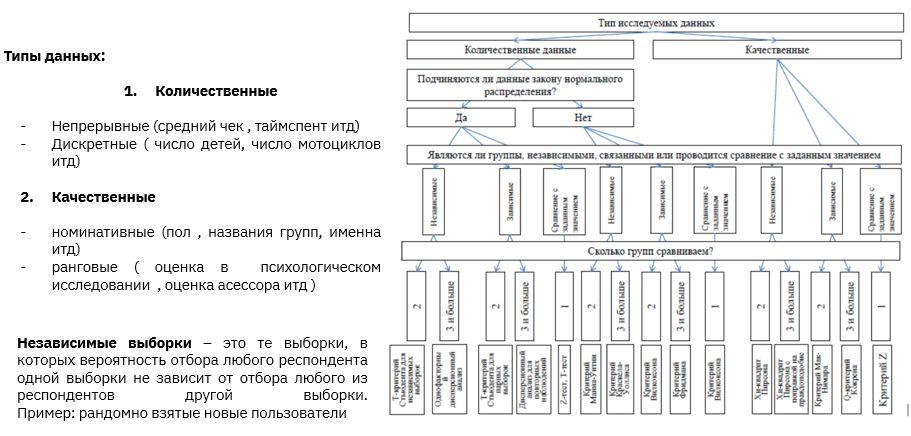 Типы данных:
1. Количественные
- Непрерывные (средний чек , таймспент итд)
- Дискретные ( число детей, число мотоциклов
итд)
2. Качественные
- номинативные (пол , названия групп, именна
итд)
- ранговые ( оценка в психологическом
исследовании , оценка асессора итд )
Независимые выборки – это те выборки, в
которых вероятность отбора любого респондента
одной выборки не зависит от отбора любого из
респондентов другой выборки.
Пример: рандомно взятые новые пользователи
Тип исследуемых данных
Количественные данные
Качественные
Подчиняются ли данные закону нормального
распределения?
Да
Нет
Являются ли группы, независимыми, связанными или проводится сравнение с заданным значением
Независимые
Зависимые
Сравнение с
заданным
значением
Независимые
Зависимые
Сравнение с
заданным
значением
Независимые
Зависимые
Сравнение с
заданным
значением
Сколько групп сравниваем?
2
3 и больше
2
3 и больше
1
2
3 и больше
2
3 и больше
1
2
3 и больше
2
3 и больше
1
Т-критерий
Стьюдента для
независимых
выборок
Однофакторны
й
дисперсионный
анализ
Т-критерий
Стьюдента для
парных
выборок
Дисперсионный
анализ для
повторных
наблюдений
Z-тест, Т-тест
Критерий
Манна-Уитни
Критерий
Краскела-
Уоллиса
Критерий
Вилкоксона
Критерий
Фридмана
Критерий
Вилкоксона
Хи-квадрат
Пирсона
Хи-квадрат
Пирсона с
поправкой на
правдоподобие
Критерий Мак-
Немара
Q-критерий
Кокрена
Критерий Z